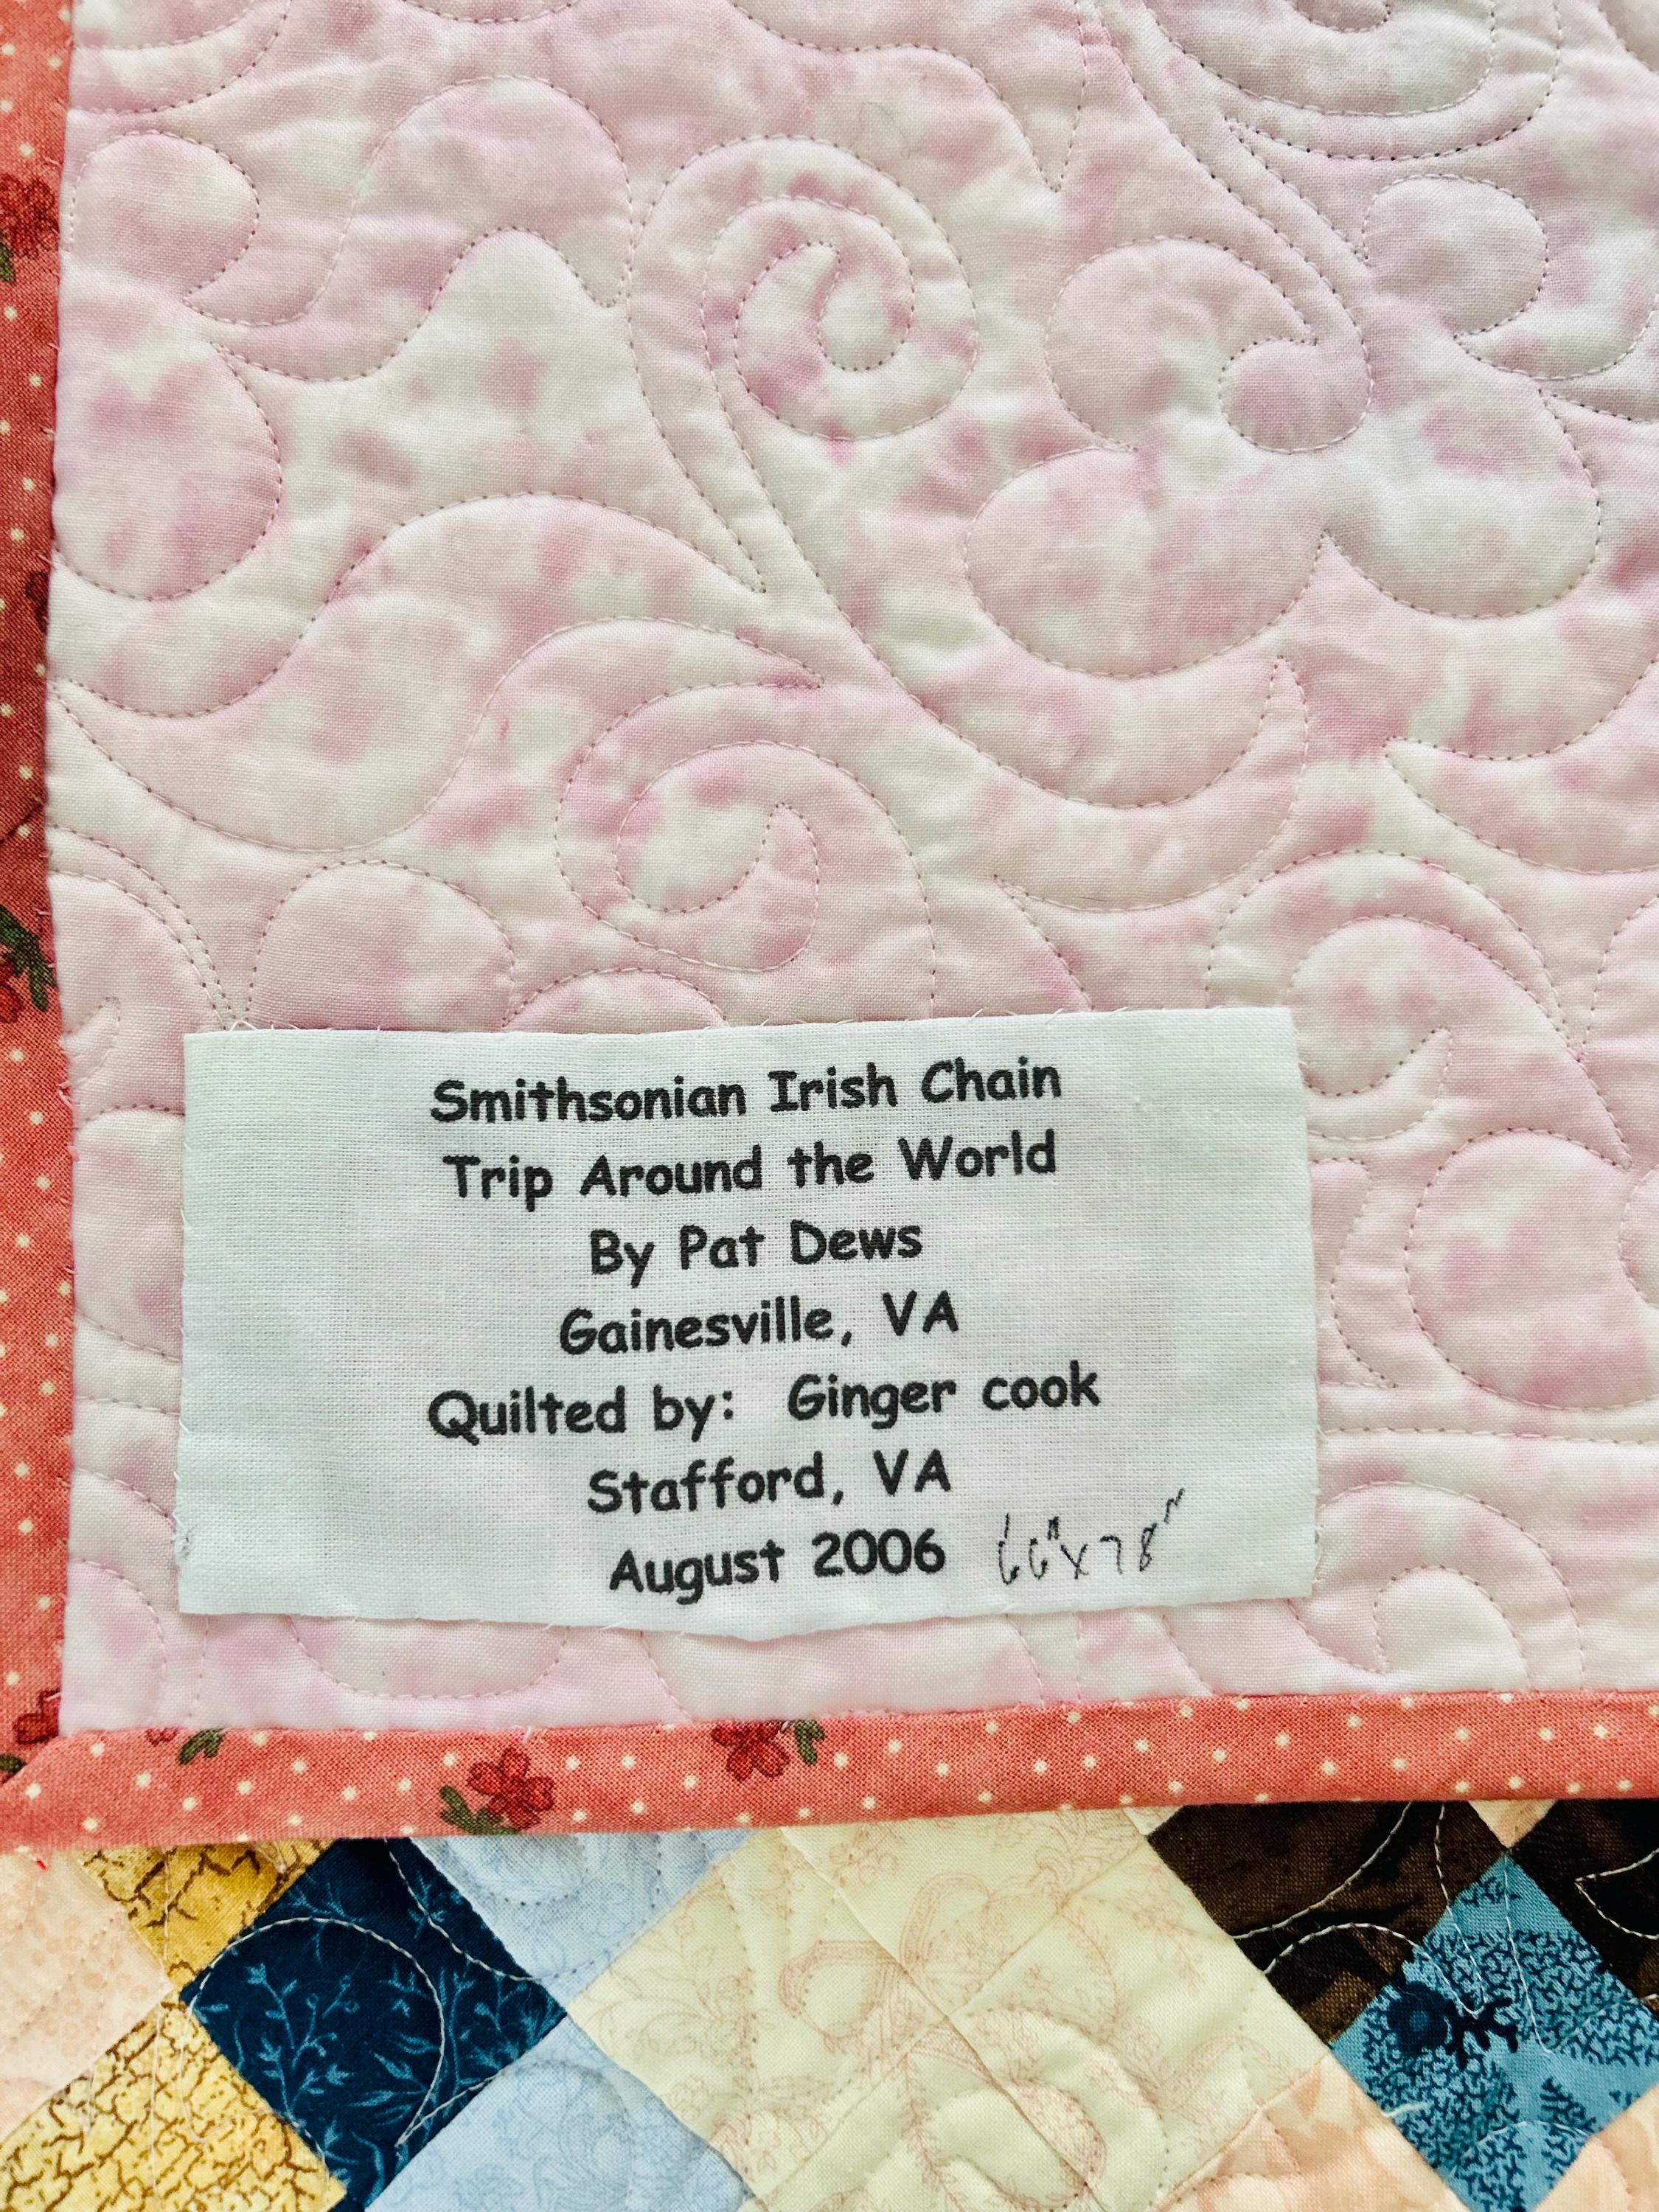 Smithsonian Irish Chain
Trip Around the World
By Pat Dews
Gainesville, VA
Quilted by: Ginger cook
Stafford, VA
August 2006 66" x 78"